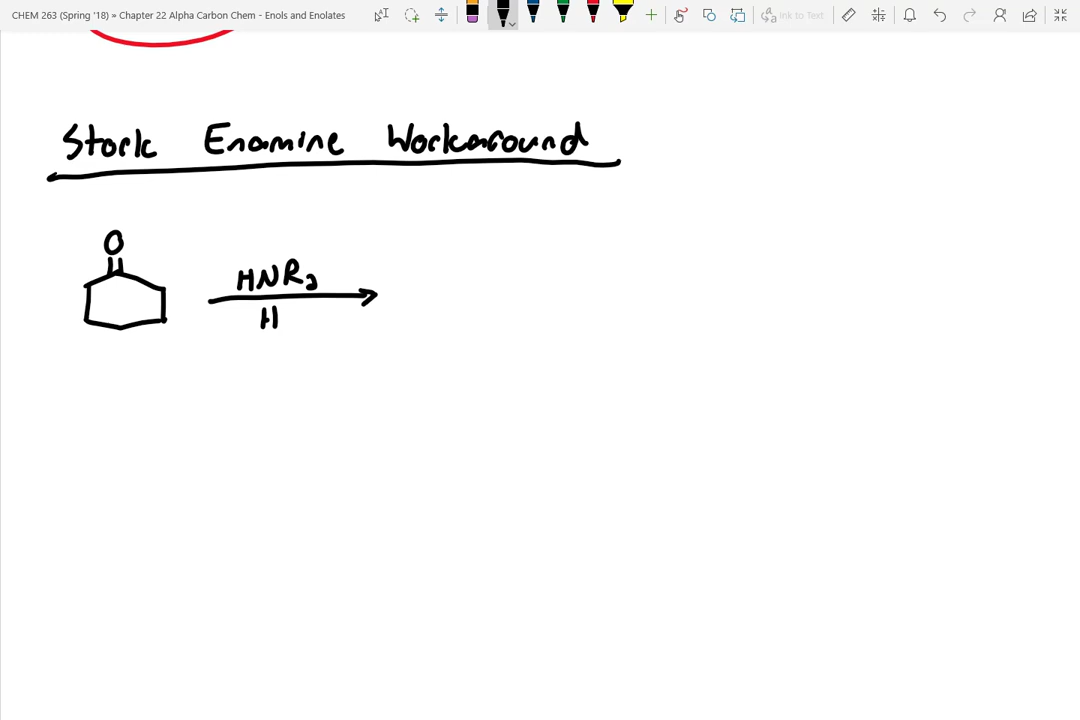 CHEM 263 (Spring '18) » Chapter 22 Alpha Carbon Chem - Enols and Enolates
Ink to Text
Stork Enamine Workaround
O
HNR₂
H